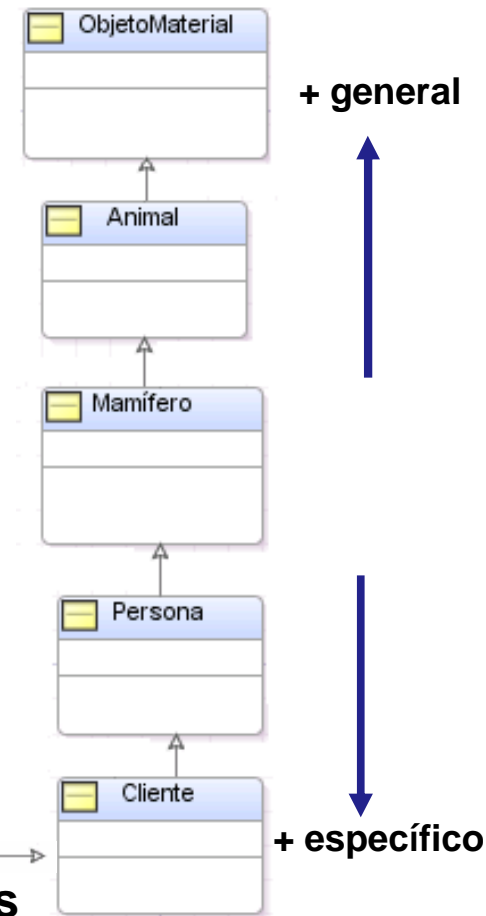 ObjetoMaterial
+ general
Animal
Mamífero
Persona
Cliente
+ específico
s